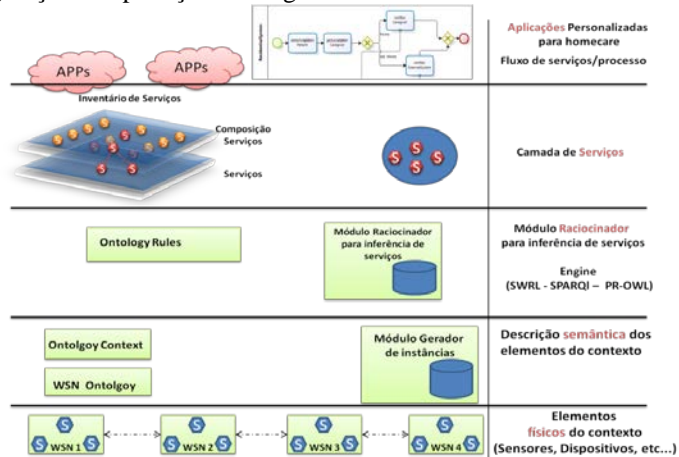 Aplicações Personalizadas
para homecare
Fluxo de serviços/processo
APPs
APPs
Inventário de Serviços
Composição
Serviços
Serviços
S S S S
Camada de Serviços
Ontology Rules
Módulo Raciocinador
para inferência de
serviços
Módulo Raciocinador
para inferência de serviços
Engine
(SWRL - SPARQl – PR-OWL)
Ontolgoy Context
WSN Ontolgoy
Módulo Gerador
de instâncias
Descrição semântica dos
elementos do contexto
S
S WSN 1 S
S
S WSN 2 S
S
S WSN 3 S
S
S WSN 4 S
Elementos
físicos do contexto
(Sensores, Dispositivos, etc...)